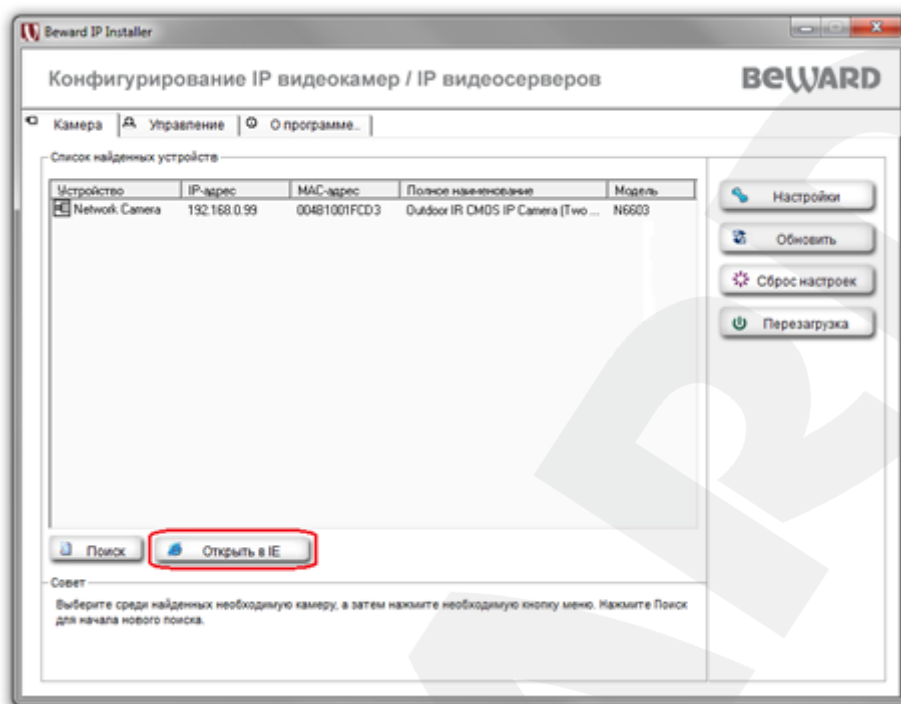 Beward IP Installer
Конфигурирование IP видеокамер / IP видеосерверов
BEWARD
Камера Управление О программе...
Список найденных устройств
Устройство IP-адрес MAC-адрес Полное наименование Модель
Network Camera 192.168.0.99 00481001FCD3 Outdoor IR CMOS IP Camera (Two ... N6603
Настройки
Обновить
Сброс настроек
Перезагрузка
Поиск Открыть в IE
Совет
Выберите среди найденных необходимую камеру, а затем нажмите необходимую кнопку меню. Нажмите Поиск
для начала нового поиска.